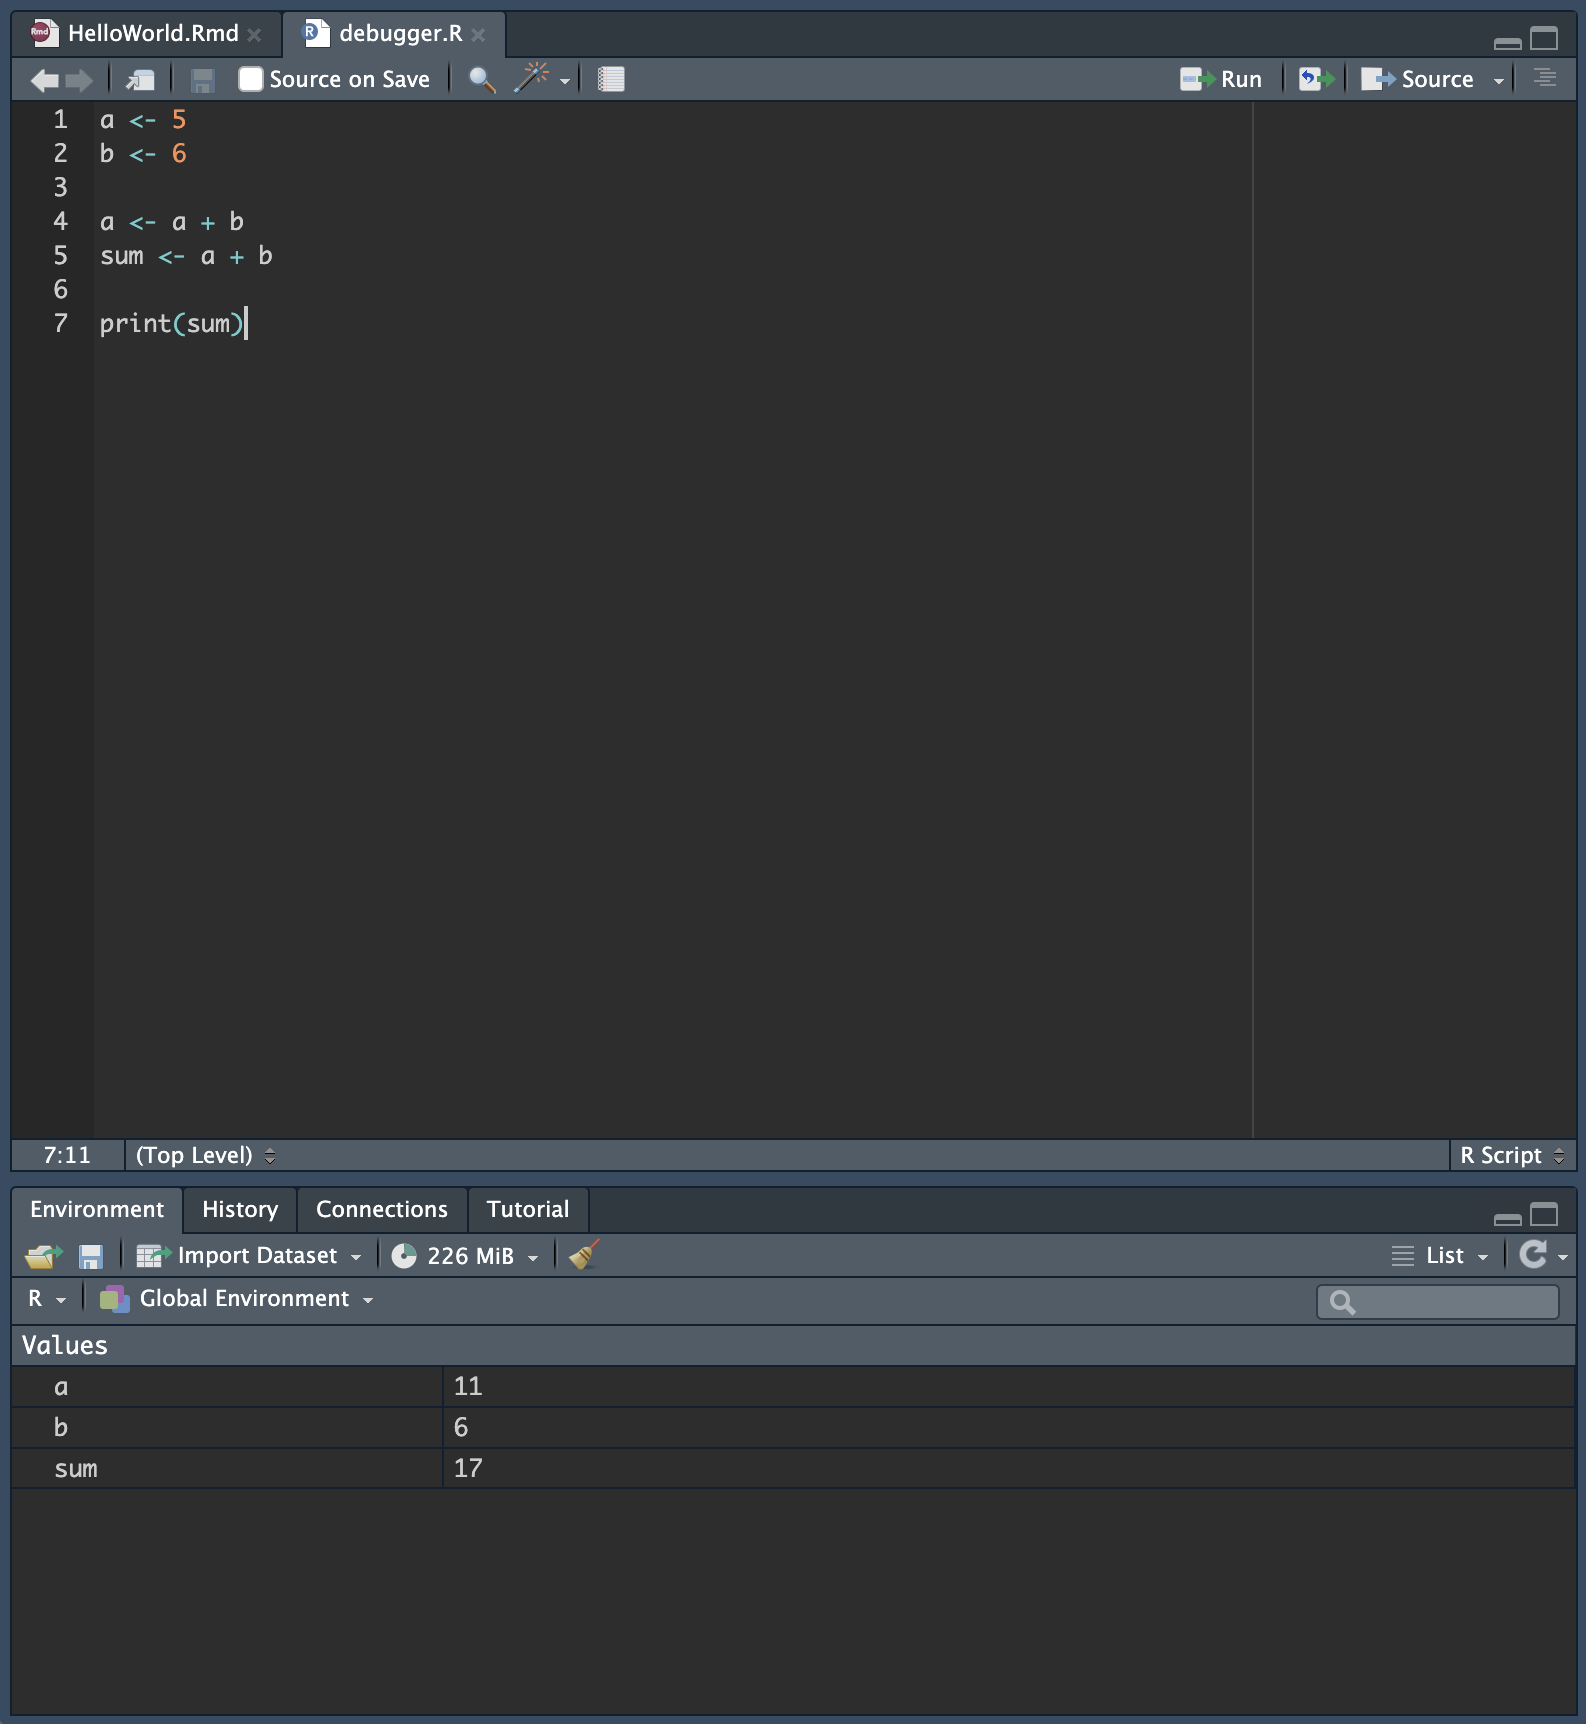 HelloWorld.Rmd × debugger.R ×
Source on Save Run Source
1 a <- 5
2 b <- 6
3
4 a <- a + b
5 sum <- a + b
6
7 print(sum)
7:11 (Top Level) R Script
Environment History Connections Tutorial
Import Dataset 226 MiB List
R Global Environment
Values
a 11
b 6
sum 17